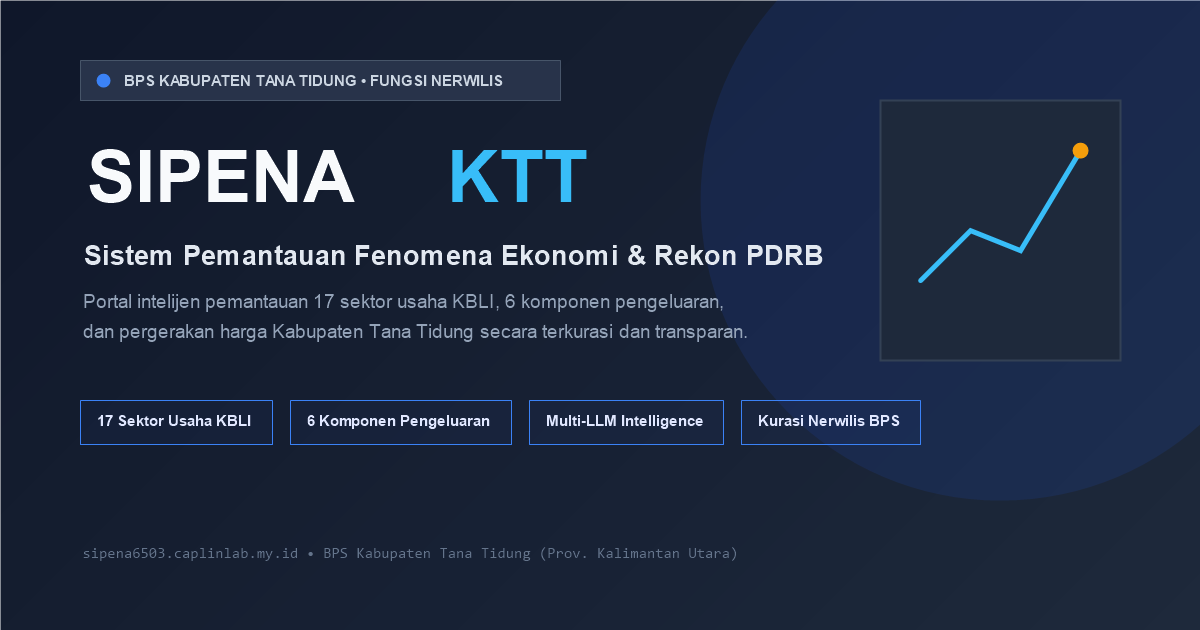 BPS KABUPATEN TANA TIDUNG • FUNGSI NERWILIS
SIPENA KTT
Sistem Pemantauan Fenomena Ekonomi & Rekon PDRB
Portal intelijen pemantauan 17 sektor usaha KBLI, 6 komponen pengeluaran,
dan pergerakan harga Kabupaten Tana Tidung secara terkurasi dan transparan.
17 Sektor Usaha KBLI
6 Komponen Pengeluaran
Multi-LLM Intelligence
Kurasi Nerwilis BPS
sipena6503.caplinlab.my.id • BPS Kabupaten Tana Tidung (Prov. Kalimantan Utara)